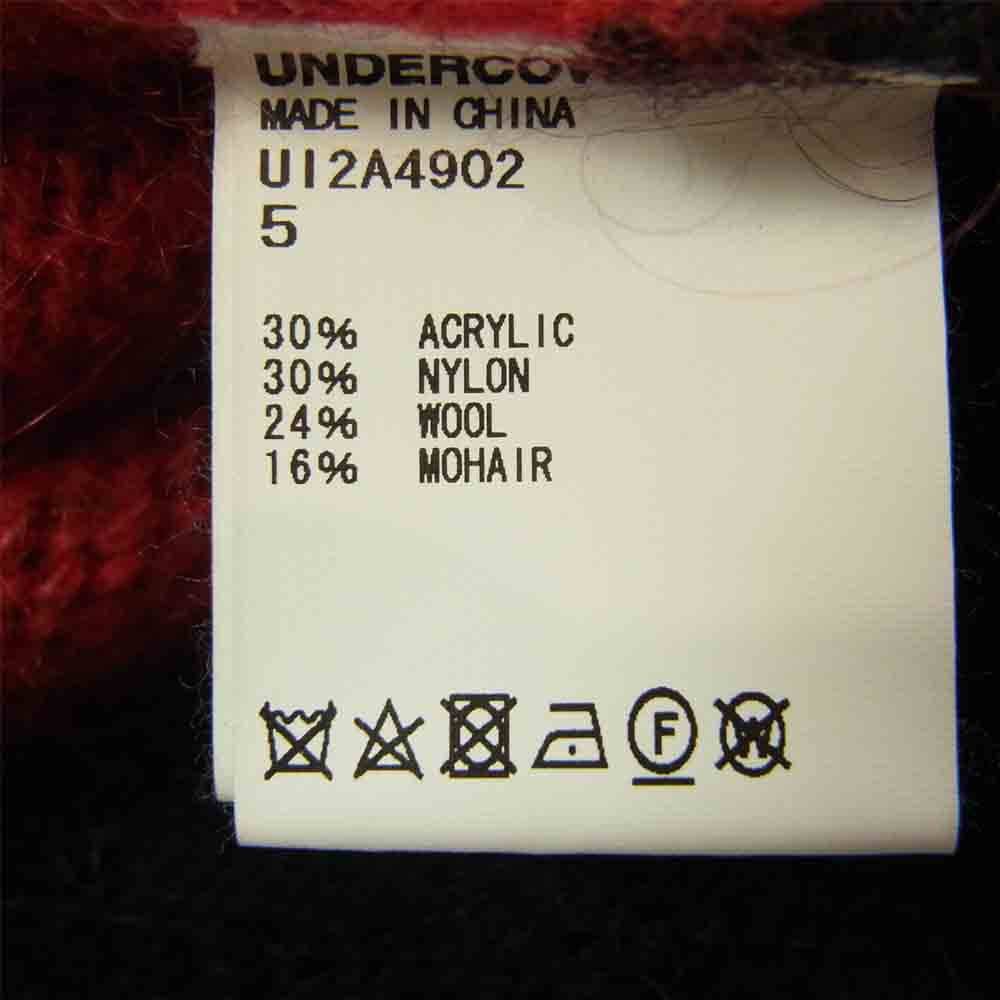 UNDERCOV
MADE IN CHINA
UI2A4902
5
30% ACRYLIC
30% NYLON
24% WOOL
16% MOHAIR
F
W